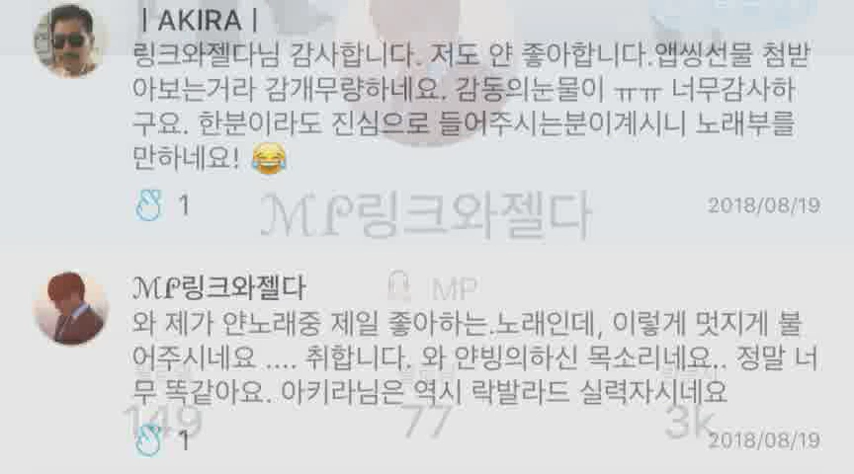 | AKIRA |
링크와젤다님 감사합니다. 저도 얀 좋아합니다.앱씽선물 첨받
아보는거라 감개무량하네요. 감동의눈물이 ㅠㅠ 너무감사하
구요. 한분이라도 진심으로 들어주시는분이계시니 노래부를
만하네요! 😂
1
2018/08/19
ℳℙ링크와젤다
ℳℙ링크와젤다
MP
와 제가 얀노래중 제일 좋아하는.노래인데, 이렇게 멋지게 불
어주시네요 .... 취합니다. 와 얀빙의하신 목소리네요.. 정말 너
무 똑같아요. 아키라님은 역시 락발라드 실력자시네요
149 77 3k
1
2018/08/19